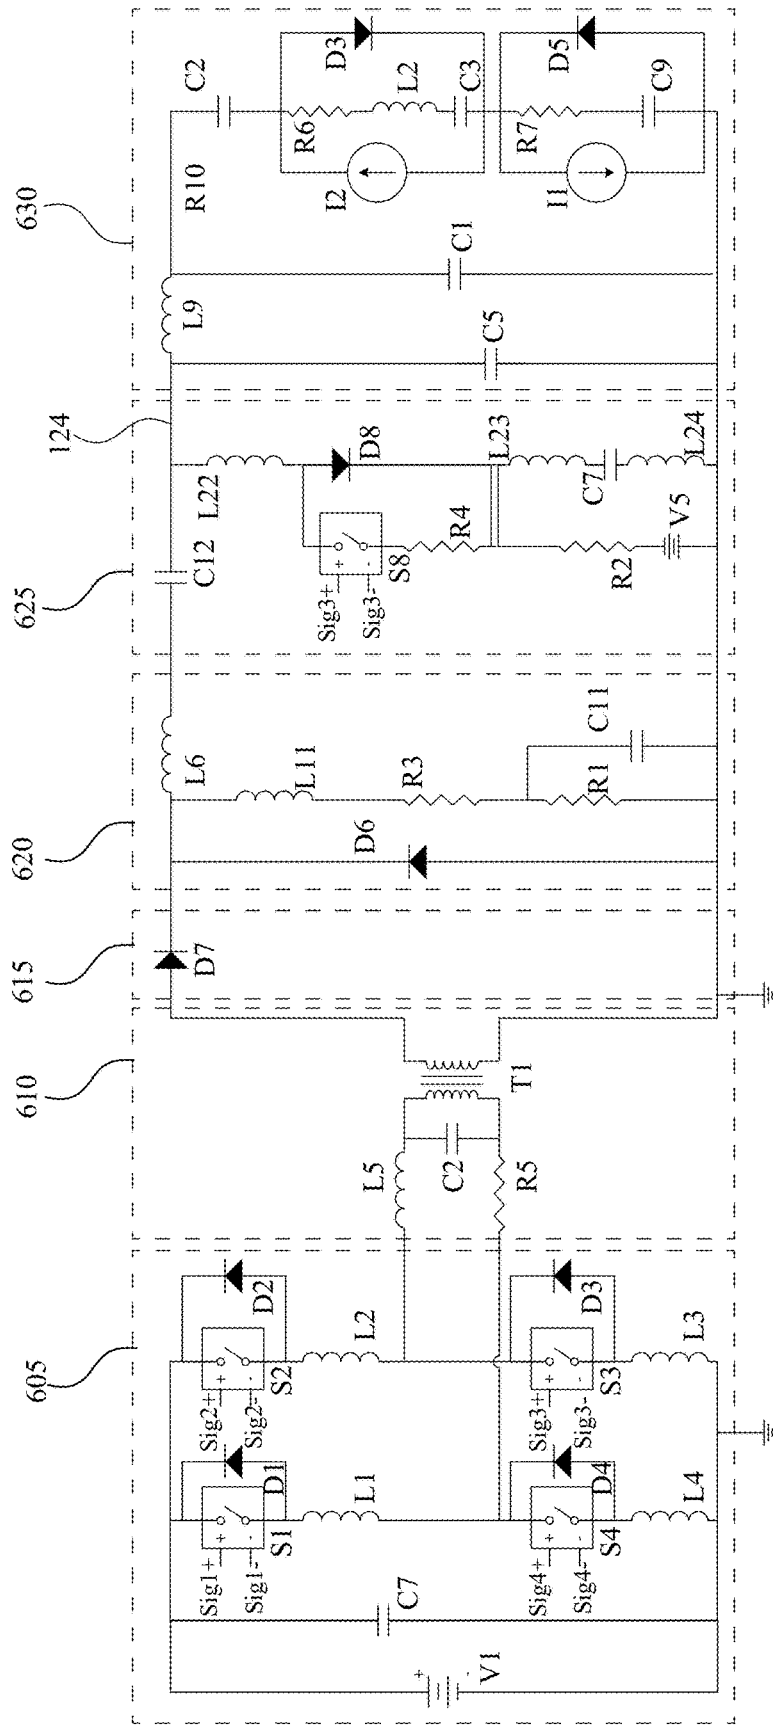 605
610
615
620
625
124
630
V1
+
-
C7
Sig1+
Sig1-
+
-
S1
D1
L1
Sig2+
Sig2-
+
-
S2
D2
L2
Sig4+
Sig4-
+
-
S4
D4
L4
Sig3+
Sig3-
+
-
S3
D3
L3
L5
C2
R5
T1
D7
D6
L6
L11
R3
R1
C11
C12
L22
Sig3+
Sig3-
+
-
S8
D8
R4
R2
V5
L23
C7
L24
L9
C5
C1
R10
C2
I2
R6
L2
C3
D3
I1
R7
C9
D5